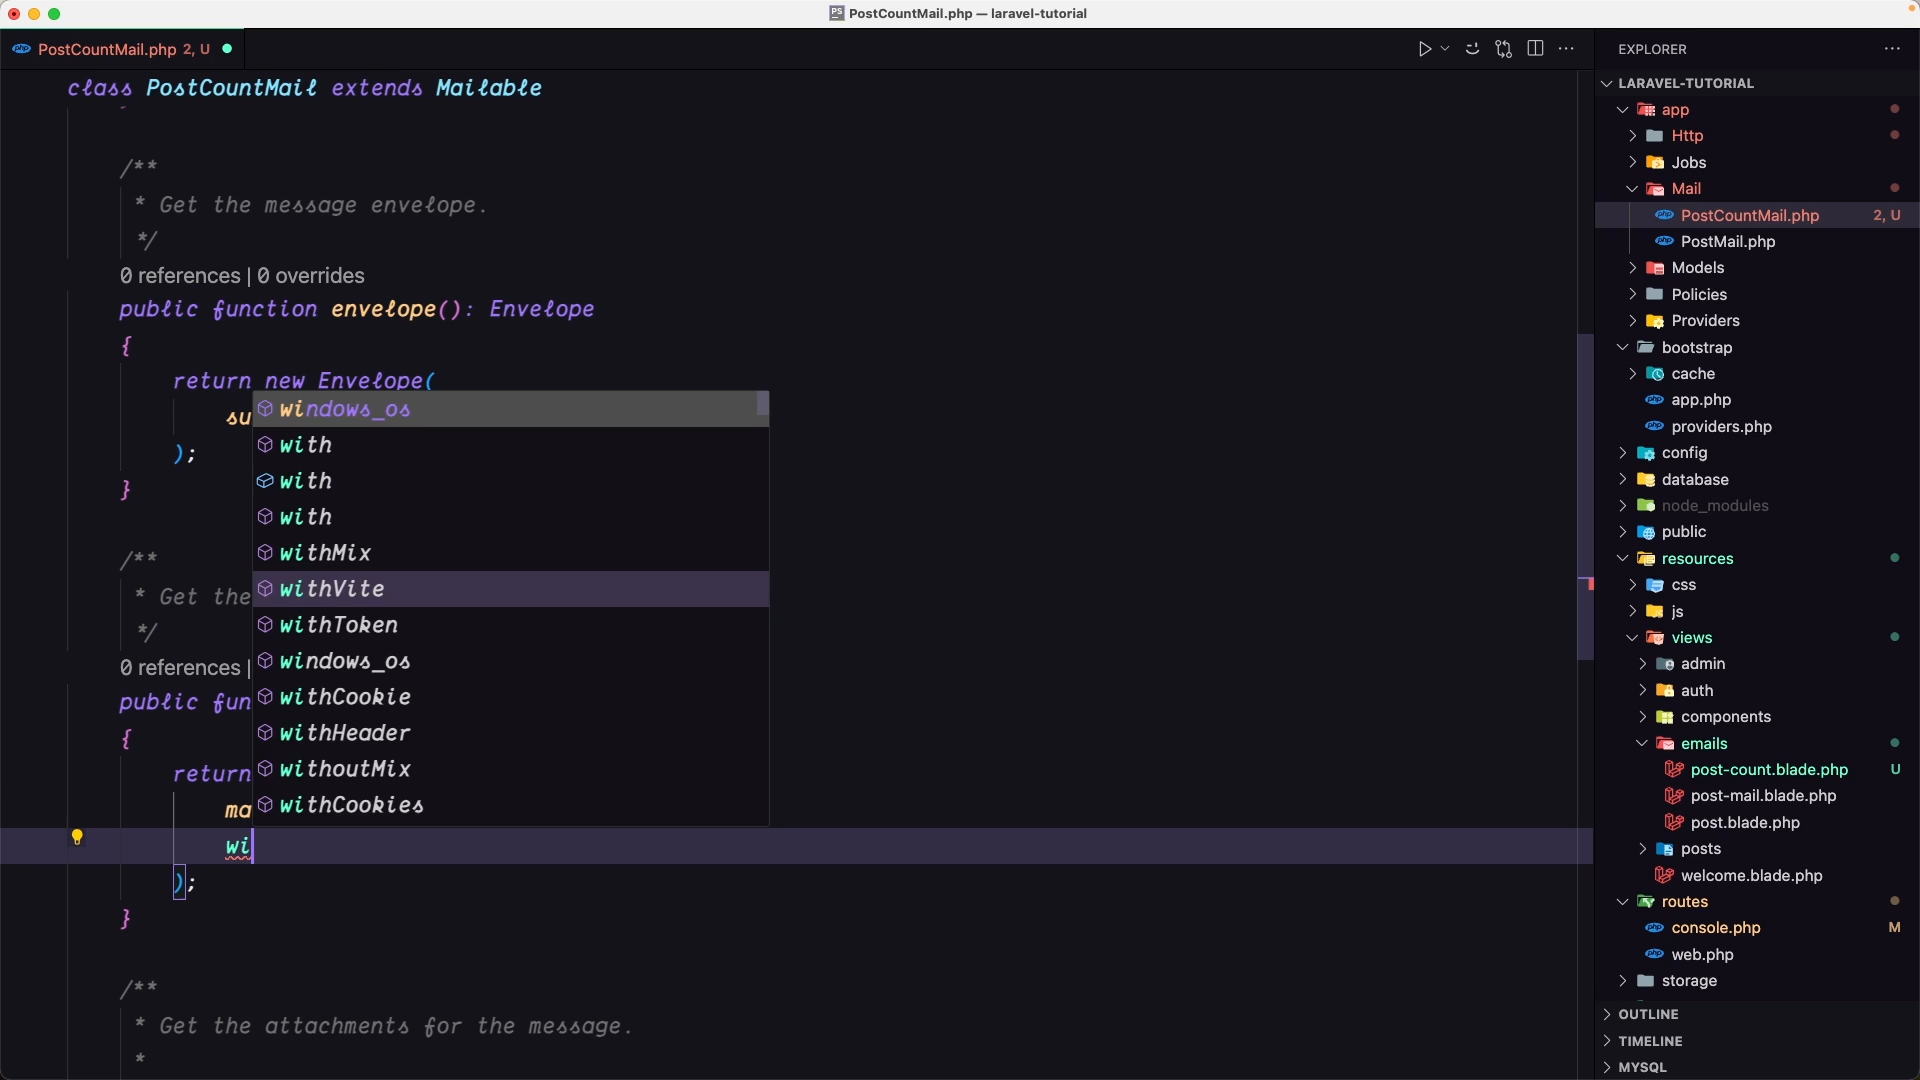 PostCountMail.php — laravel-tutorial
PostCountMail.php 2, U
class PostCountMail extends Mailable
/**
* Get the message envelope.
*/
0 references | 0 overrides
public function envelope(): Envelope
{
return new Envelope(
su
);
}
/**
* Get the
*/
0 references |
public fun
{
return
ma
wi
);
}
/**
* Get the attachments for the message.
*
windows_os
with
with
with
withMix
withVite
withToken
windows_os
withCookie
withHeader
withoutMix
withCookies
EXPLORER
LARAVEL-TUTORIAL
app
Http
Jobs
Mail
PostCountMail.php 2, U
PostMail.php
Models
Policies
Providers
bootstrap
cache
app.php
providers.php
config
database
node_modules
public
resources
css
js
views
admin
auth
components
emails
post-count.blade.php U
post-mail.blade.php
post.blade.php
posts
welcome.blade.php
routes
console.php M
web.php
storage
OUTLINE
TIMELINE
MYSQL